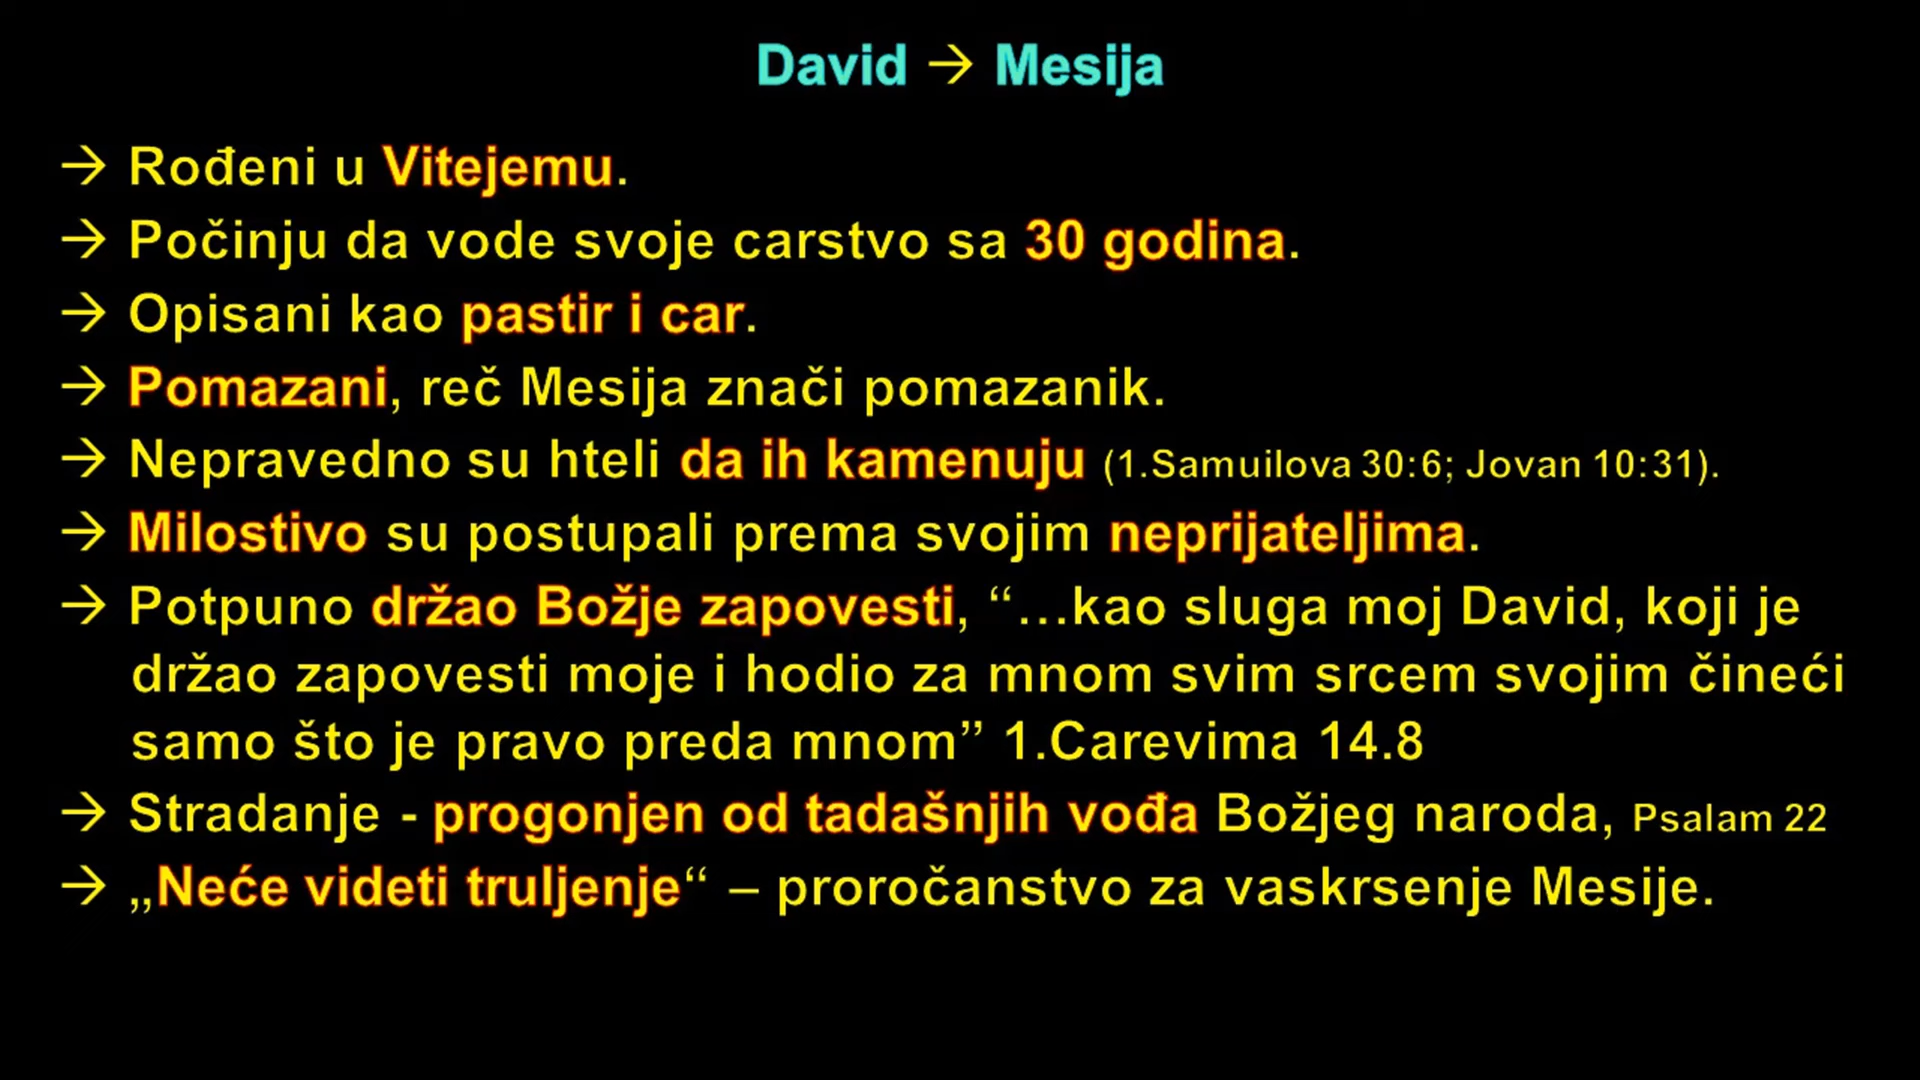 David → Mesija
→ Rođeni u Vitejemu.
→ Počinju da vode svoje carstvo sa 30 godina.
→ Opisani kao pastir i car.
→ Pomazani, reč Mesija znači pomazanik.
→ Nepravedno su hteli da ih kamenuju (1.Samuilova 30:6; Jovan 10:31).
→ Milostivo su postupali prema svojim neprijateljima.
→ Potpuno držao Božje zapovesti, “...kao sluga moj David, koji je
držao zapovesti moje i hodio za mnom svim srcem svojim čineći
samo što je pravo preda mnom” 1.Carevima 14.8
→ Stradanje - progonjen od tadašnjih vođa Božjeg naroda, Psalam 22
→ „Neće videti truljenje“ – proročanstvo za vaskrsenje Mesije.